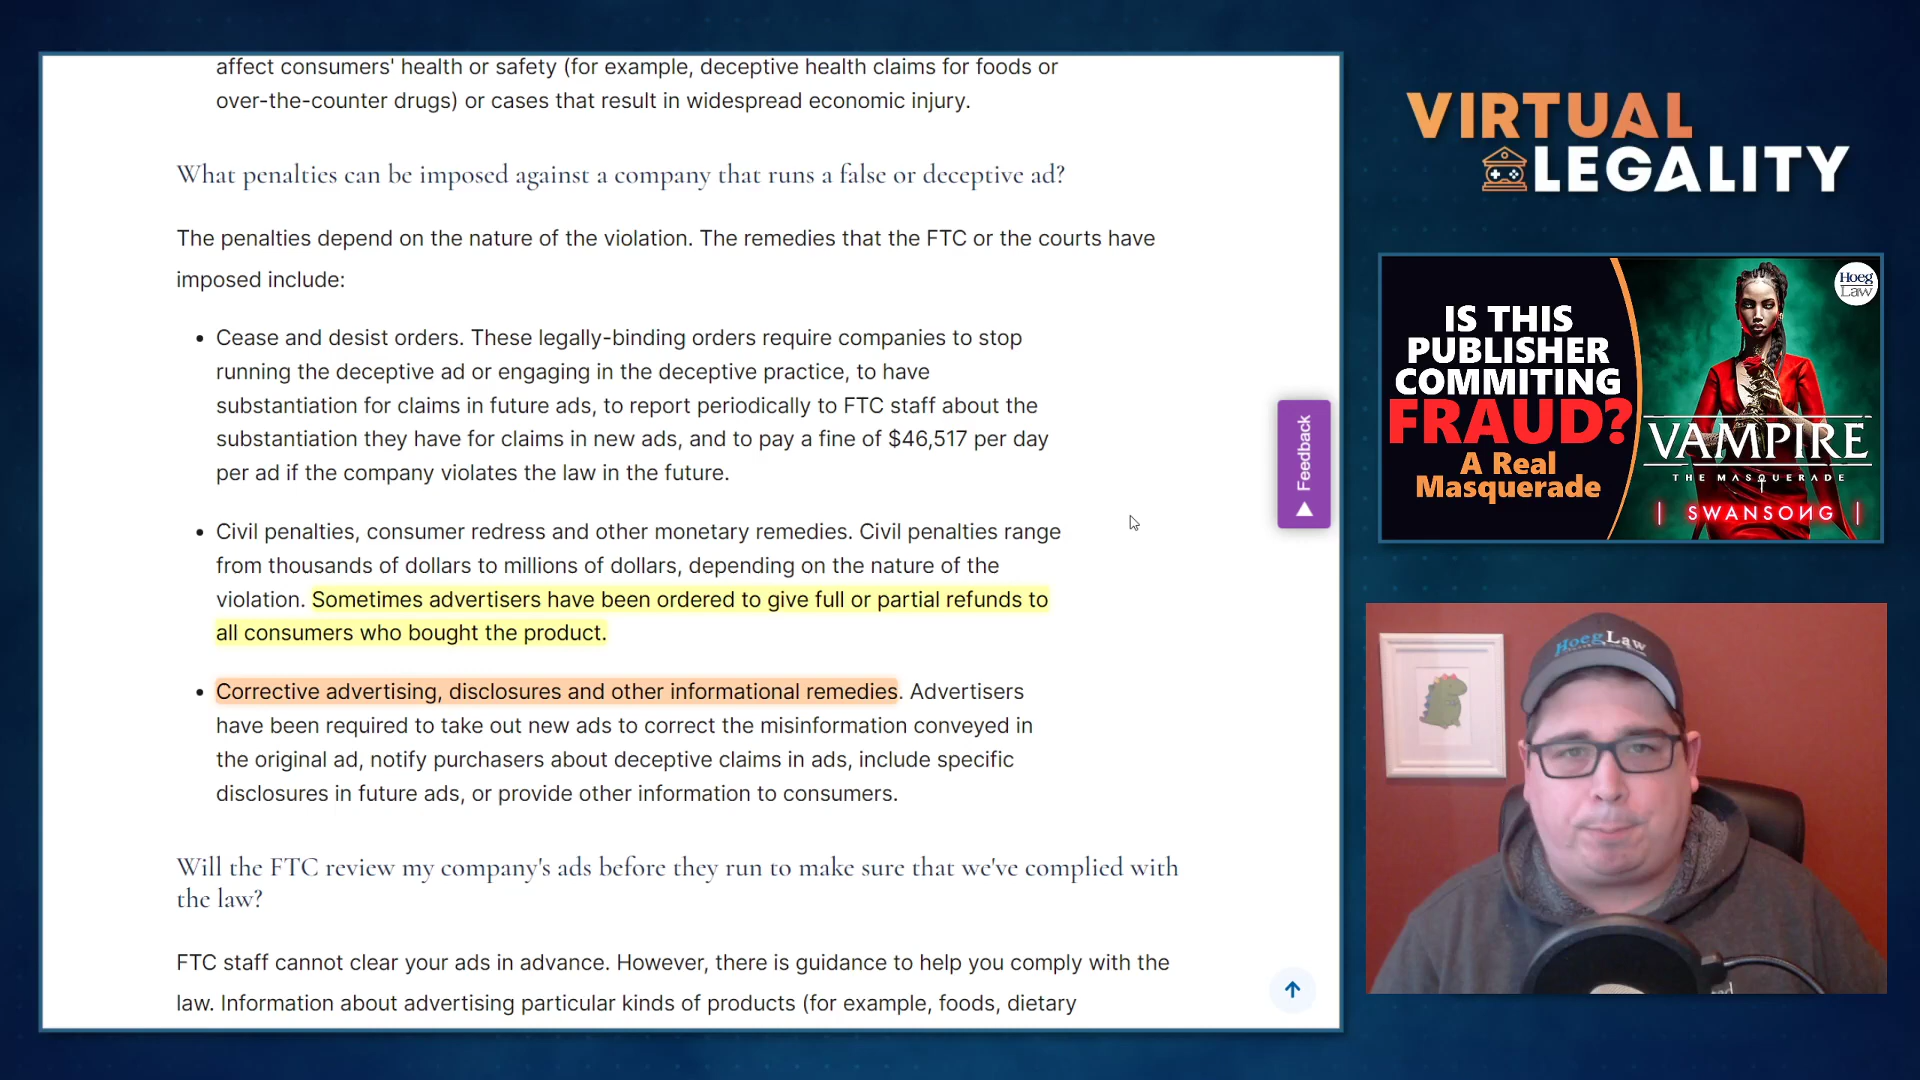 affect consumers' health or safety (for example, deceptive health claims for foods or
over-the-counter drugs) or cases that result in widespread economic injury.
What penalties can be imposed against a company that runs a false or deceptive ad?
The penalties depend on the nature of the violation. The remedies that the FTC or the courts have
imposed include:
• Cease and desist orders. These legally-binding orders require companies to stop
running the deceptive ad or engaging in the deceptive practice, to have
substantiation for claims in future ads, to report periodically to FTC staff about the
substantiation they have for claims in new ads, and to pay a fine of $46,517 per day
per ad if the company violates the law in the future.
• Civil penalties, consumer redress and other monetary remedies. Civil penalties range
from thousands of dollars to millions of dollars, depending on the nature of the
violation. Sometimes advertisers have been ordered to give full or partial refunds to
all consumers who bought the product.
• Corrective advertising, disclosures and other informational remedies. Advertisers
have been required to take out new ads to correct the misinformation conveyed in
the original ad, notify purchasers about deceptive claims in ads, include specific
disclosures in future ads, or provide other information to consumers.
Will the FTC review my company's ads before they run to make sure that we've complied with
the law?
FTC staff cannot clear your ads in advance. However, there is guidance to help you comply with the
law. Information about advertising particular kinds of products (for example, foods, dietary
Feedback
VIRTUAL
LEGALITY
IS THIS
PUBLISHER
COMMITING
FRAUD?
A Real
Masquerade
Hoeg
Law
VAMPIRE
THE MASQUERADE
SWANSONG
HoegLaw